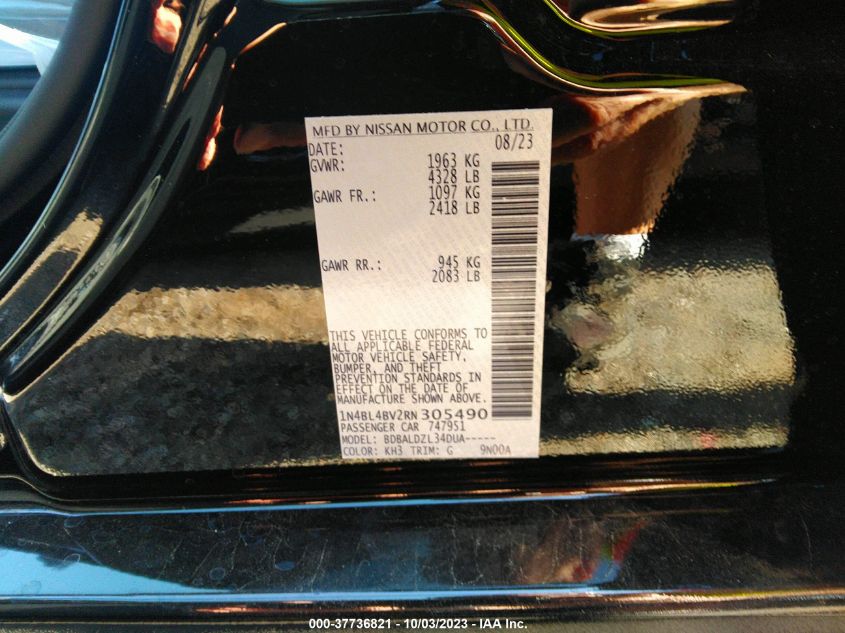 MFD BY NISSAN MOTOR CO., LTD.
DATE: 08/23
GVWR: 1963 KG
4328 LB
GAWR FR.: 1097 KG
2418 LB
GAWR RR.: 945 KG
2083 LB
THIS VEHICLE CONFORMS TO
ALL APPLICABLE FEDERAL
MOTOR VEHICLE SAFETY,
BUMPER, AND THEFT
PREVENTION STANDARDS IN
EFFECT ON THE DATE OF
MANUFACTURE SHOWN ABOVE.
1N4BL4BV2RN305490
PASSENGER CAR 747951
MODEL: BDBALDZL34DUA-----
COLOR: KH3 TRIM: G 9N00A
000-37736821 - 10/03/2023 - IAA Inc.